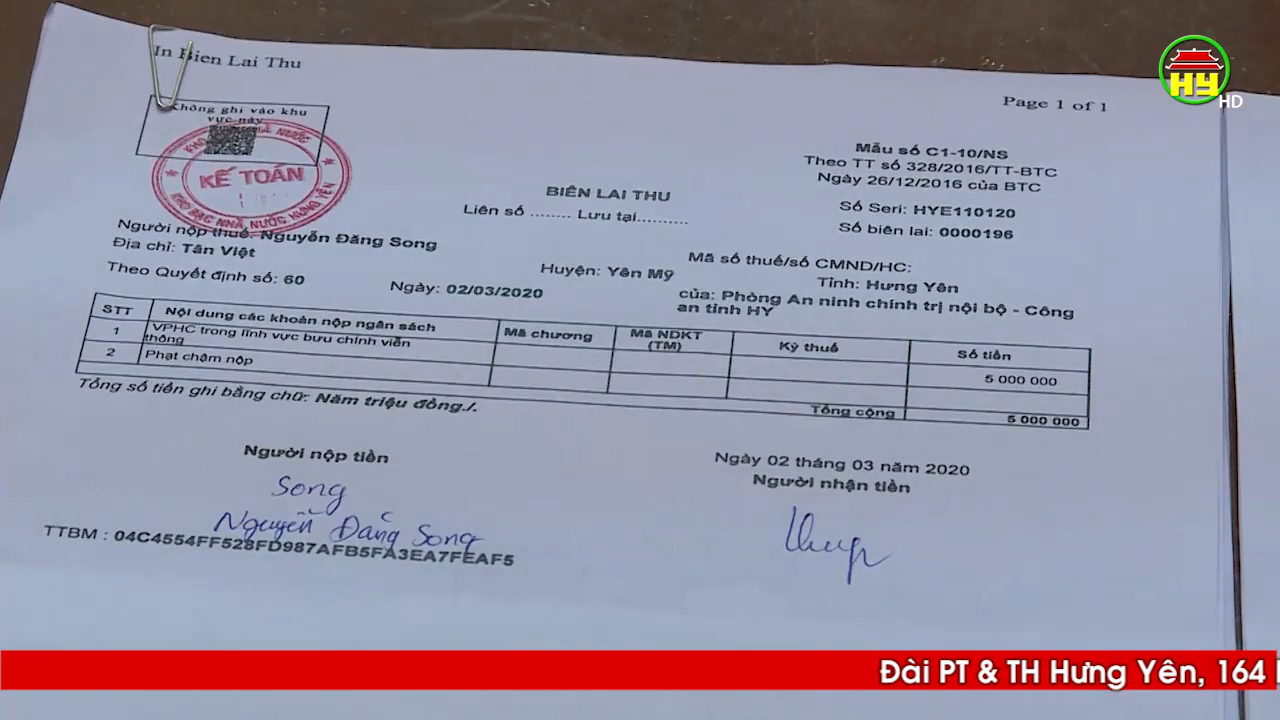 HY HD
In Bien Lai Thu
Page 1 of 1
Không ghi vào khu
vực này
KẾ TOÁN
KHO BẠC NHÀ NƯỚC HƯNG YÊN
Mẫu số C1-10/NS
Theo TT số 328/2016/TT-BTC
Ngày 26/12/2016 của BTC
BIÊN LAI THU
Liên số ........ Lưu tại..........
Số Seri: HYE110120
Số biên lai: 0000196
Người nộp thuế: Nguyễn Đăng Song
Mã số thuế/số CMND/HC:
Địa chỉ: Tân Việt
Huyện: Yên Mỹ
Tỉnh: Hưng Yên
Theo Quyết định số: 60
Ngày: 02/03/2020
của: Phòng An ninh chính trị nội bộ - Công
an tỉnh HY
STT Nội dung các khoản nộp ngân sách Mã chương Mã NDKT
(TM) Kỳ thuế Số tiền
1 VPHC trong lĩnh vực bưu chính viễn
thông 5 000 000
2 Phạt chậm nộp
Tổng cộng 5 000 000
Tổng số tiền ghi bằng chữ: Năm triệu đồng./.
Người nộp tiền
Ngày 02 tháng 03 năm 2020
Người nhận tiền
Song
Nguyễn Đăng Song
TTBM : 04C4554FF528FD987AFB5FA3EA7FEAF5
Đài PT & TH Hưng Yên, 164